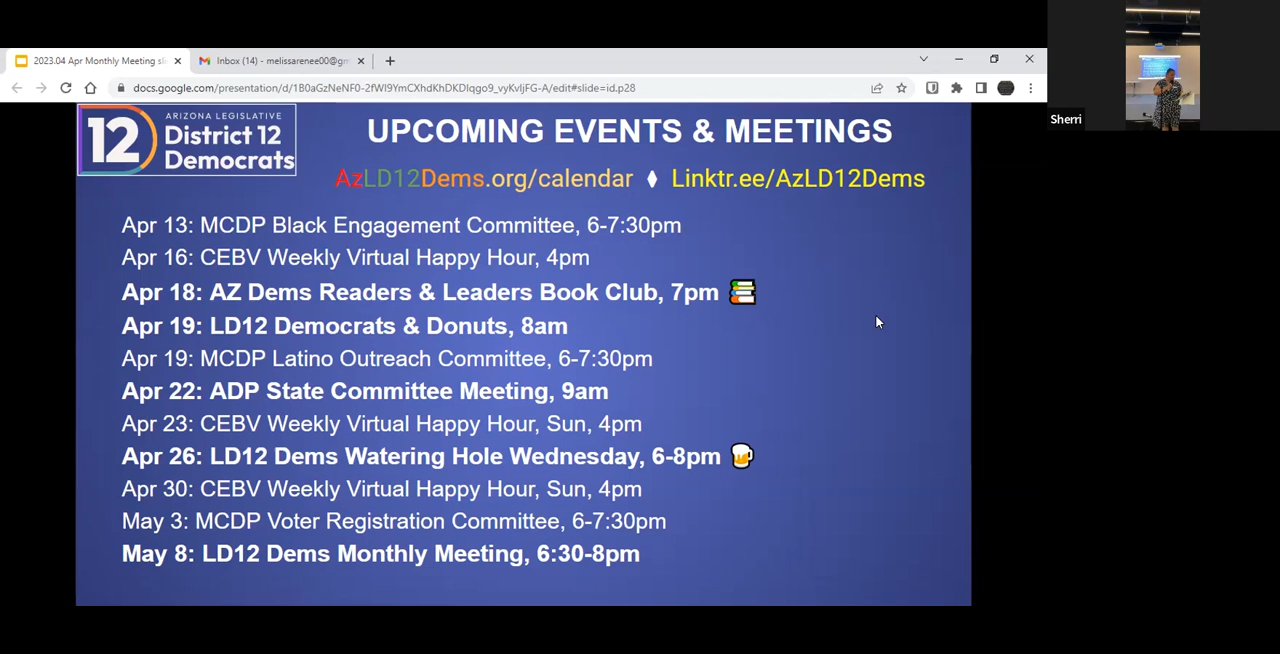 2023.04 Apr Monthly Meeting sli
Inbox (14) - melissarenee00@gm
docs.google.com/presentation/d/1B0aGzNeNF0-2fWl9YmCXhdKhDKDlqgo9_vyKvIjFG-A/edit#slide=id.p28
Sherri
12
ARIZONA LEGISLATIVE
District 12
Democrats
UPCOMING EVENTS & MEETINGS
AzLD12Dems.org/calendar ♦ Linktr.ee/AzLD12Dems
Apr 13: MCDP Black Engagement Committee, 6-7:30pm
Apr 16: CEBV Weekly Virtual Happy Hour, 4pm
Apr 18: AZ Dems Readers & Leaders Book Club, 7pm
Apr 19: LD12 Democrats & Donuts, 8am
Apr 19: MCDP Latino Outreach Committee, 6-7:30pm
Apr 22: ADP State Committee Meeting, 9am
Apr 23: CEBV Weekly Virtual Happy Hour, Sun, 4pm
Apr 26: LD12 Dems Watering Hole Wednesday, 6-8pm
Apr 30: CEBV Weekly Virtual Happy Hour, Sun, 4pm
May 3: MCDP Voter Registration Committee, 6-7:30pm
May 8: LD12 Dems Monthly Meeting, 6:30-8pm